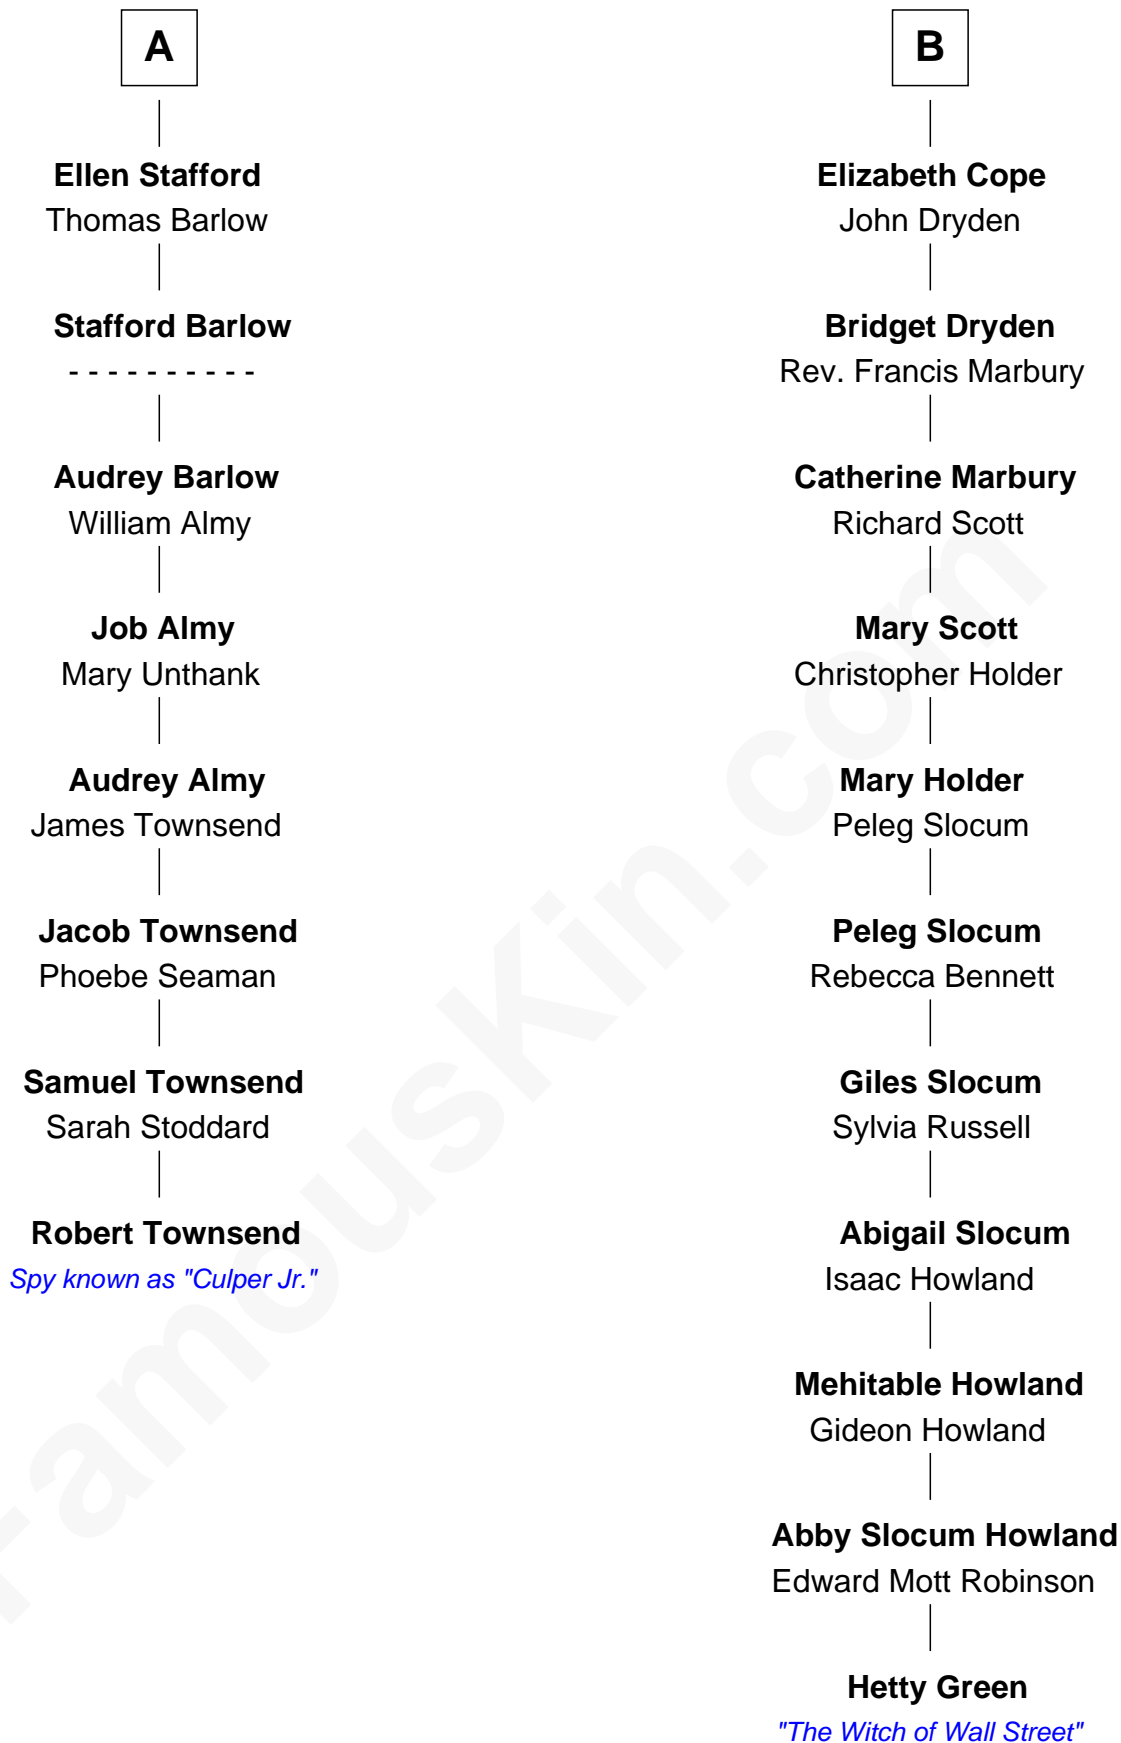 A
Ellen Stafford
Thomas Barlow
Stafford Barlow
- - - - - - - - - -
Audrey Barlow
William Almy
Job Almy
Mary Unthank
Audrey Almy
James Townsend
Jacob Townsend
Phoebe Seaman
Samuel Townsend
Sarah Stoddard
Robert Townsend
Spy known as "Culper Jr."
B
Elizabeth Cope
John Dryden
Bridget Dryden
Rev. Francis Marbury
Catherine Marbury
Richard Scott
Mary Scott
Christopher Holder
Mary Holder
Peleg Slocum
Peleg Slocum
Rebecca Bennett
Giles Slocum
Sylvia Russell
Abigail Slocum
Isaac Howland
Mehitable Howland
Gideon Howland
Abby Slocum Howland
Edward Mott Robinson
Hetty Green
"The Witch of Wall Street"
FamousKin.com